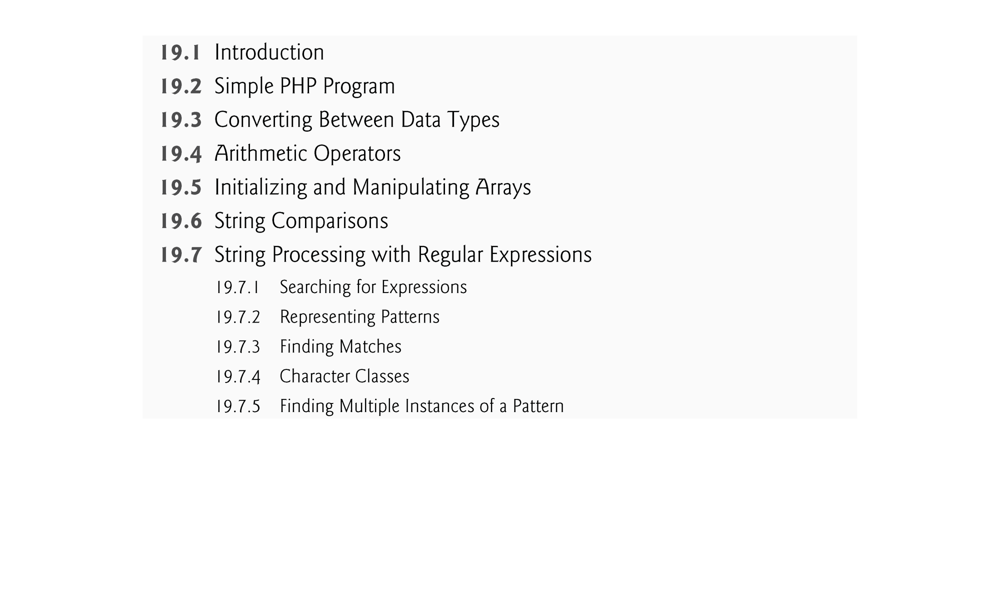 19.1 Introduction
19.2 Simple PHP Program
19.3 Converting Between Data Types
19.4 Arithmetic Operators
19.5 Initializing and Manipulating Arrays
19.6 String Comparisons
19.7 String Processing with Regular Expressions
19.7.1 Searching for Expressions
19.7.2 Representing Patterns
19.7.3 Finding Matches
19.7.4 Character Classes
19.7.5 Finding Multiple Instances of a Pattern